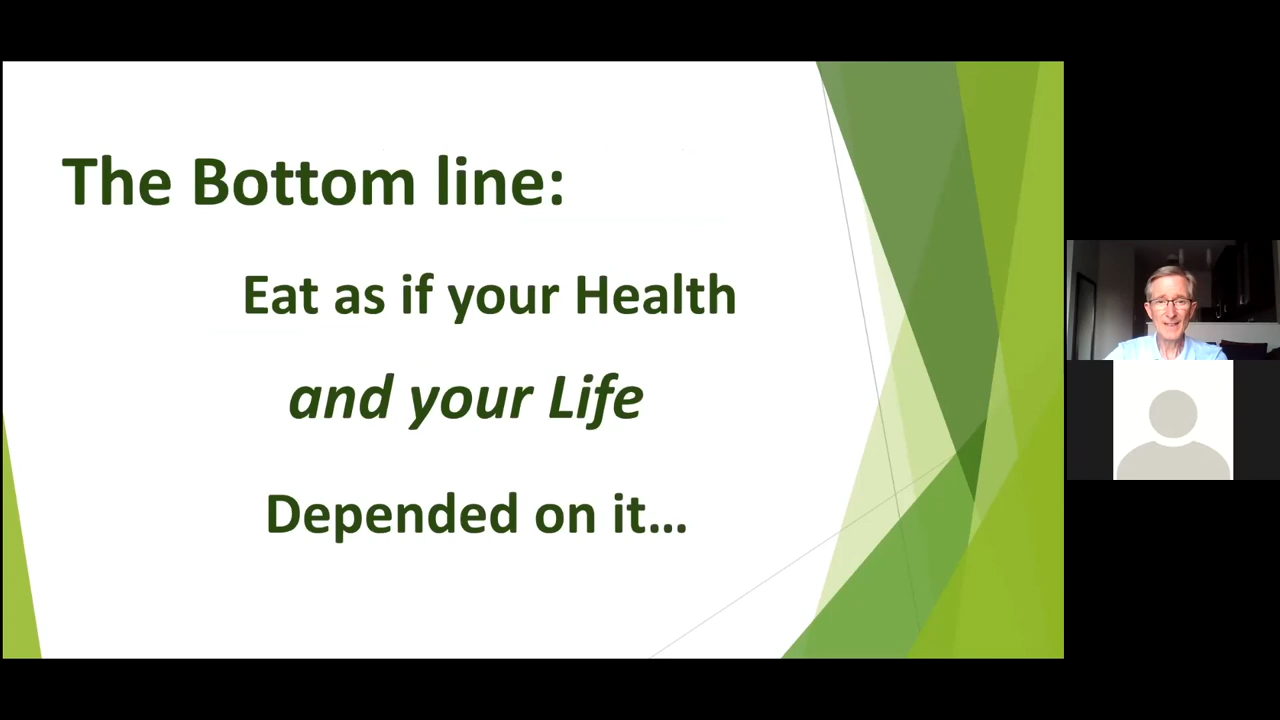 The Bottom line:
Eat as if your Health
and your Life
Depended on it…